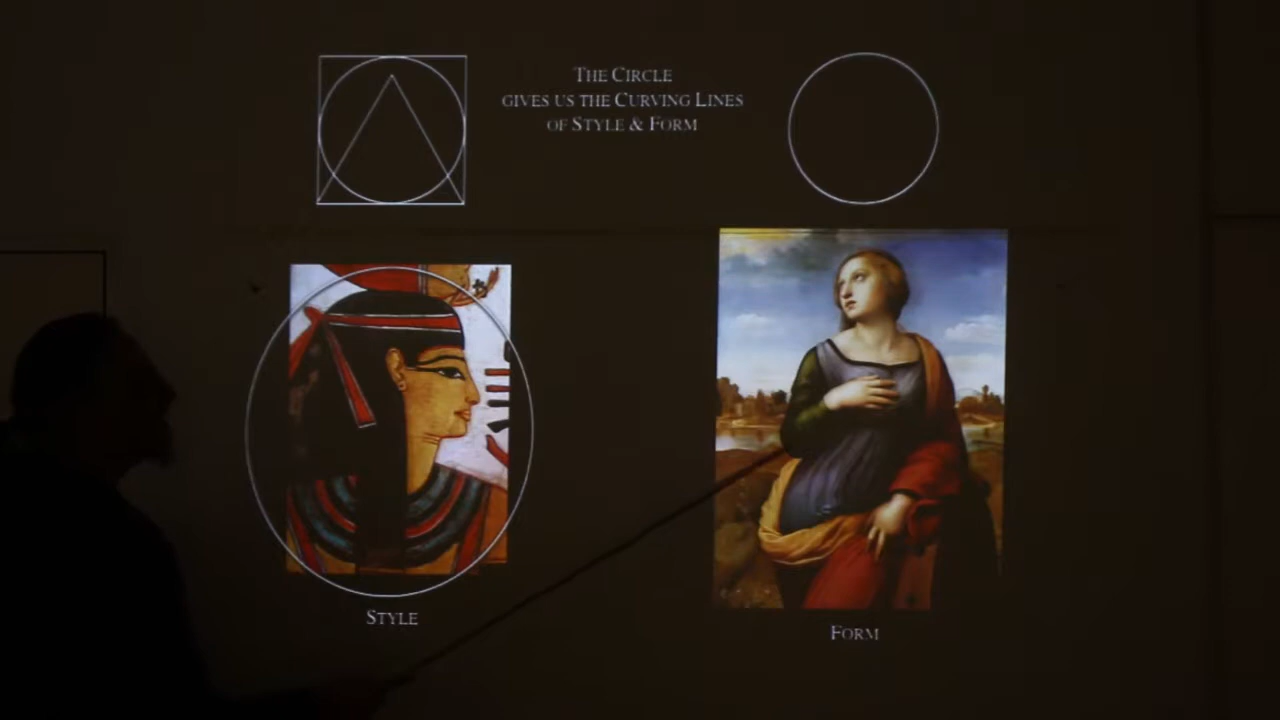 THE CIRCLE
GIVES US THE CURVING LINES
OF STYLE & FORM
STYLE
FORM